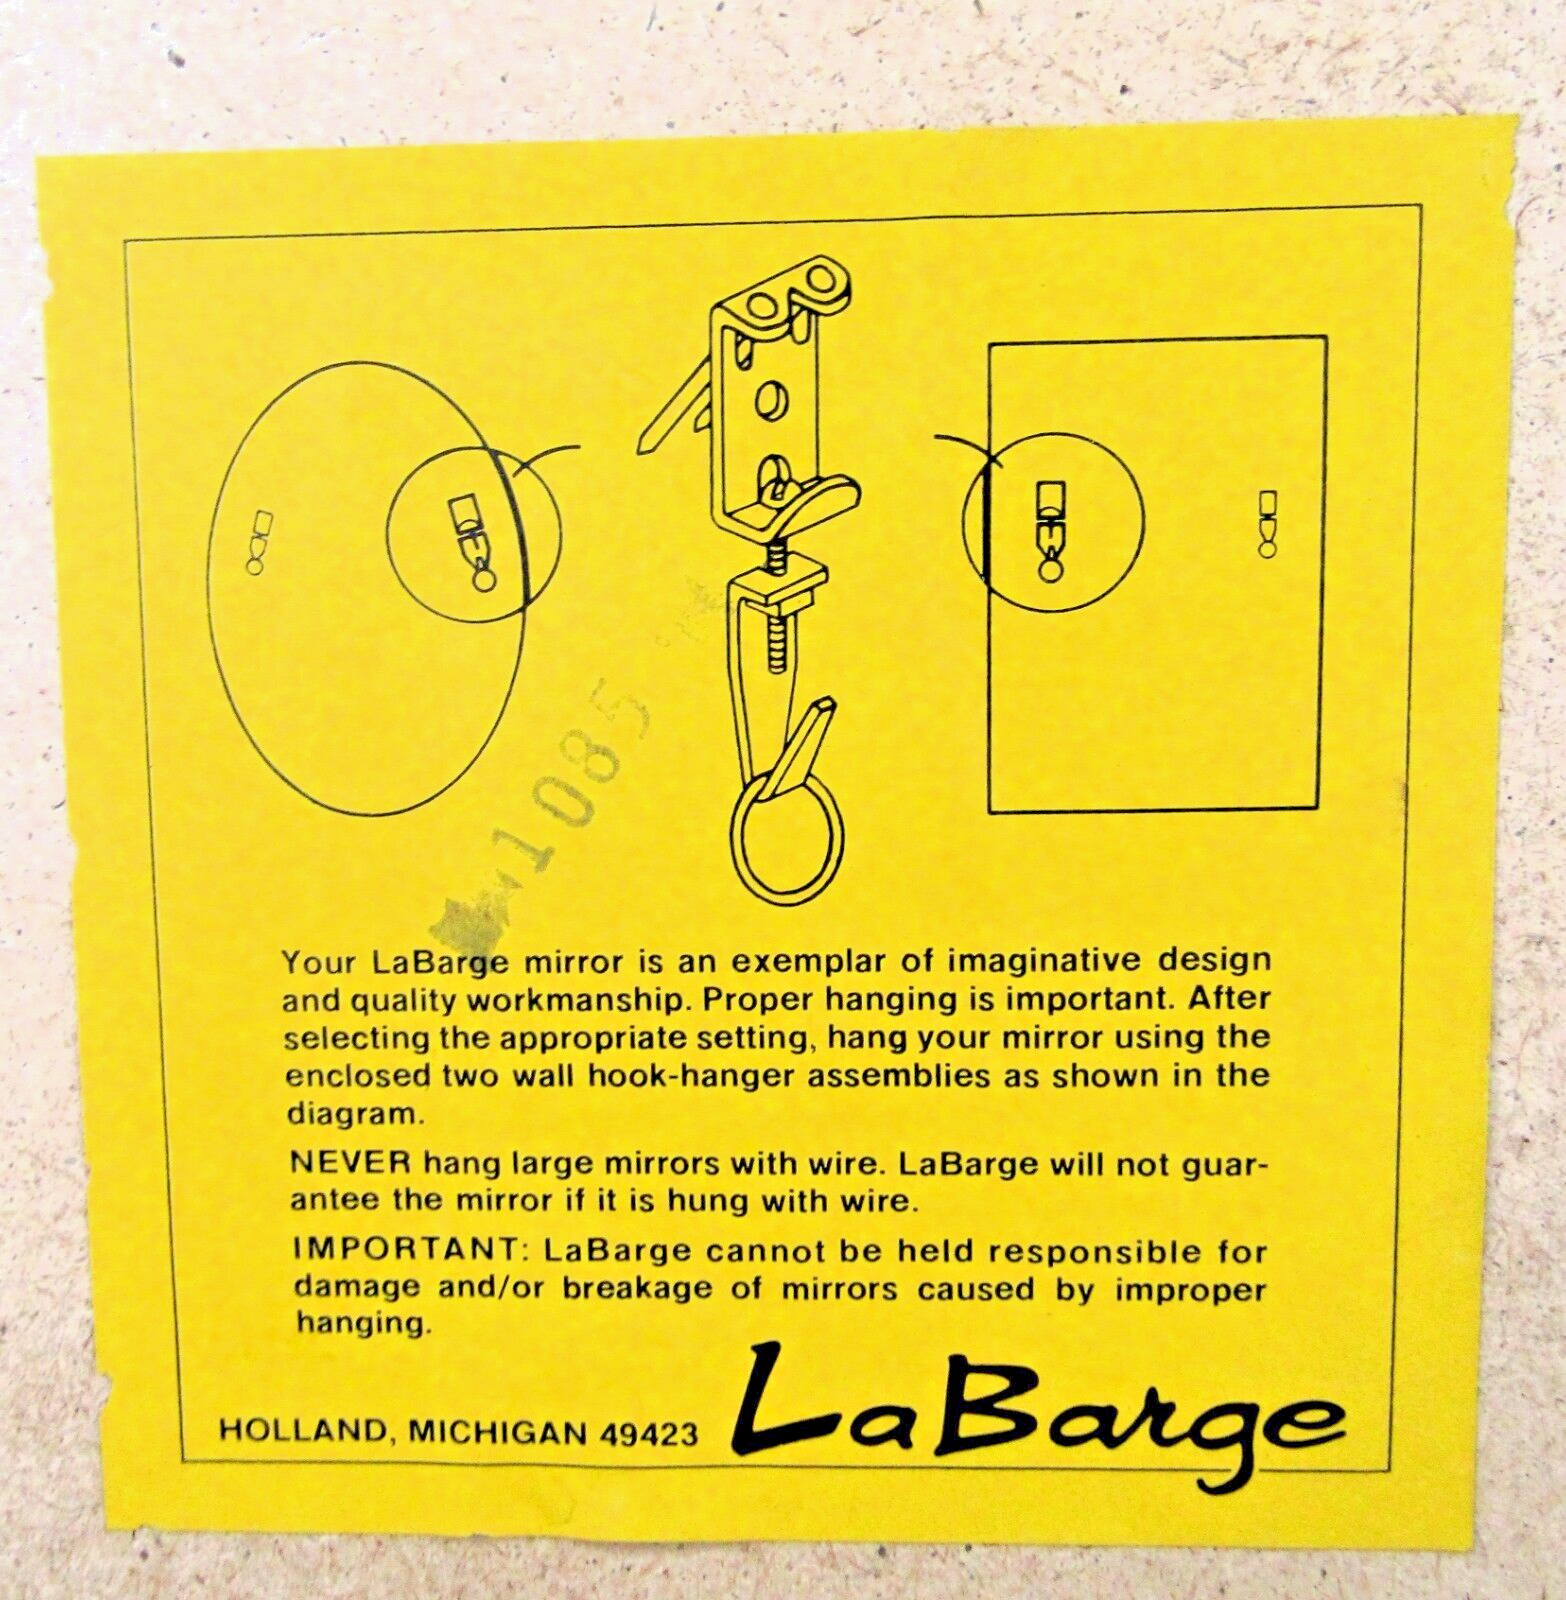 1085
Your LaBarge mirror is an exemplar of imaginative design
and quality workmanship. Proper hanging is important. After
selecting the appropriate setting, hang your mirror using the
enclosed two wall hook-hanger assemblies as shown in the
diagram.
NEVER hang large mirrors with wire. LaBarge will not guar-
antee the mirror if it is hung with wire.
IMPORTANT: LaBarge cannot be held responsible for
damage and/or breakage of mirrors caused by improper
hanging.
HOLLAND, MICHIGAN 49423 LaBarge